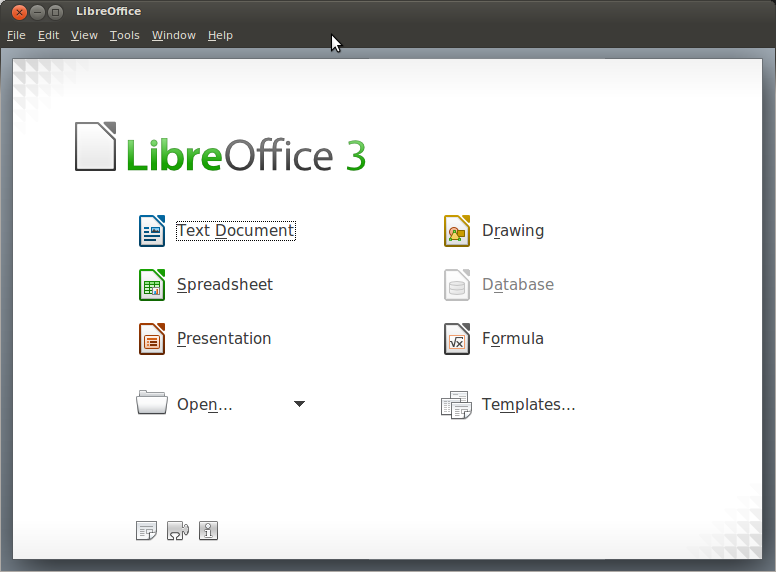 LibreOffice
File Edit View Tools Window Help
LibreOffice 3
Text Document Drawing
Spreadsheet Database
Presentation Formula
Open... Templates...